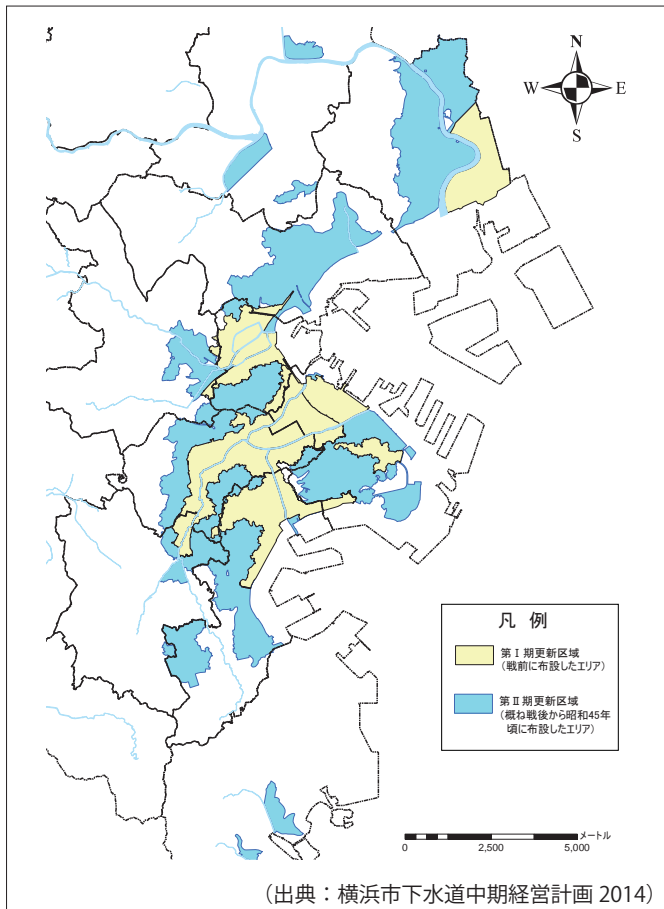 N
W
E
S
凡 例
第Ⅰ期更新区域
(戦前に布設したエリア)
第Ⅱ期更新区域
(概ね戦後から昭和45年
頃に布設したエリア)
メートル
0 2,500 5,000
(出典:横浜市下水道中期経営計画 2014)